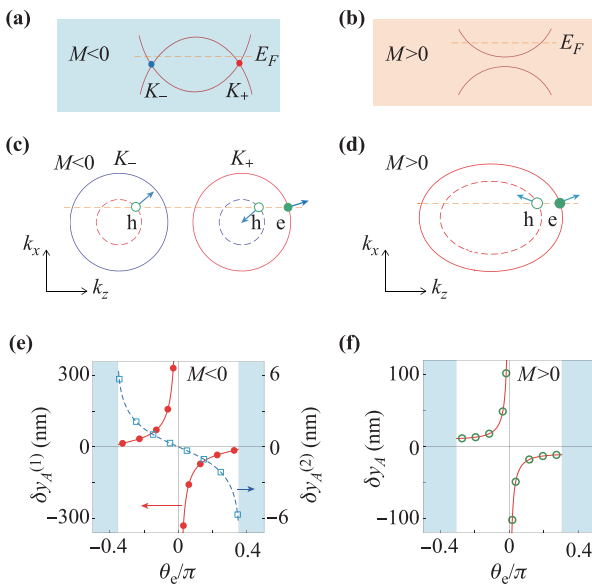 (a)
M<0
E_F
K_−
K_+
(b)
M>0
E_F
(c)
M<0
K_−
K_+
h
h
e
k_x
k_z
(d)
M>0
h
e
k_x
k_z
(e)
M<0
300
0
−300
6
0
−6
δy_A^(1) (nm)
δy_A^(2) (nm)
−0.4
0
0.4
θ_e/π
(f)
M>0
100
0
−100
δy_A (nm)
−0.4
0
0.4
θ_e/π